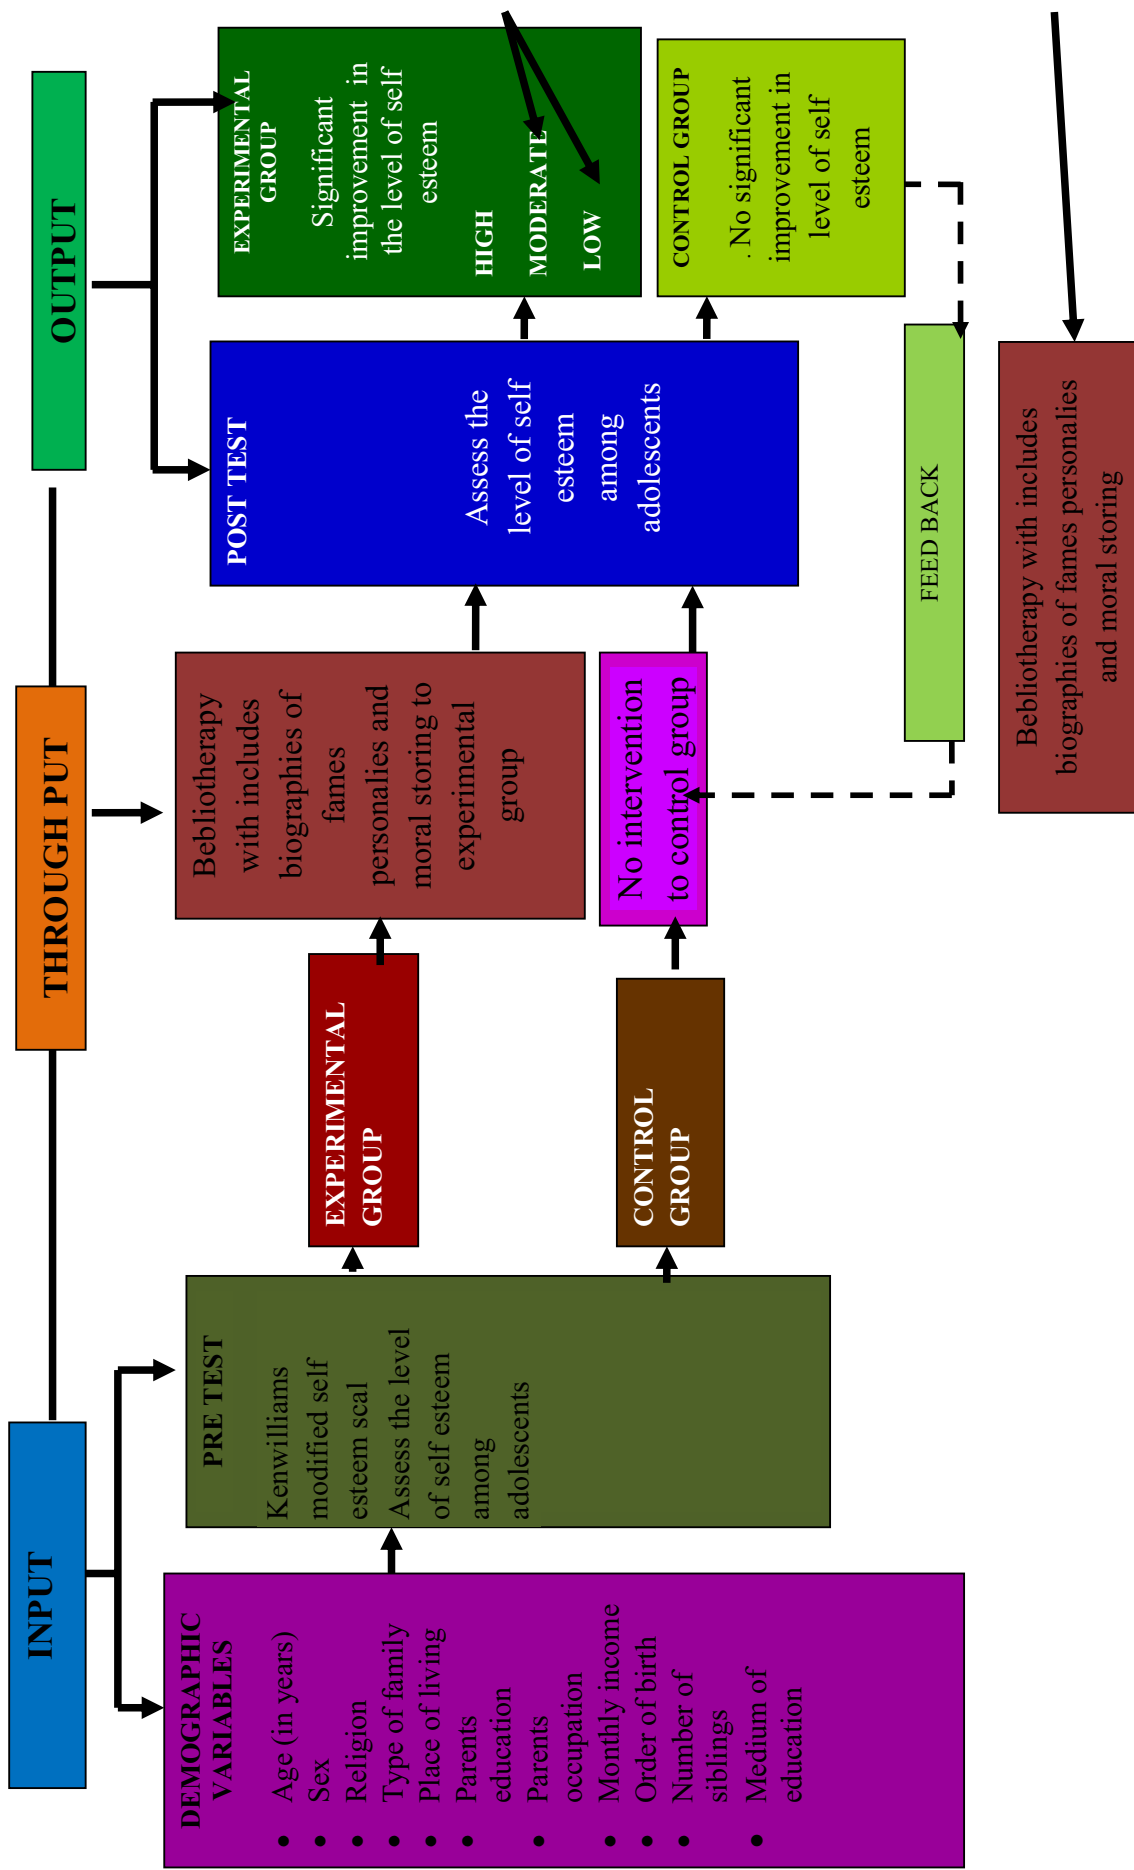 INPUT
THROUGH PUT
OUTPUT
DEMOGRAPHIC
VARIABLES
● Age (in years)
● Sex
● Religion
● Type of family
● Place of living
● Parents
education
● Parents
occupation
● Monthly income
● Order of birth
● Number of
siblings
● Medium of
education
PRE TEST
Kenwilliams
modified self
esteem scal
Assess the level
of self esteem
among
adolescents
EXPERIMENTAL
GROUP
CONTROL
GROUP
Bebliotherapy
with includes
biographies of
fames
personalies and
moral storing to
experimental
group
No intervention
to control group
POST TEST
Assess the
level of self
esteem
among
adolescents
EXPERIMENTAL
GROUP
Significant
improvement in
the level of self
esteem
HIGH
MODERATE
LOW
CONTROL GROUP
. No significant
improvement in
level of self
esteem
FEED BACK
Bebliotherapy with includes
biographies of fames personalies
and moral storing